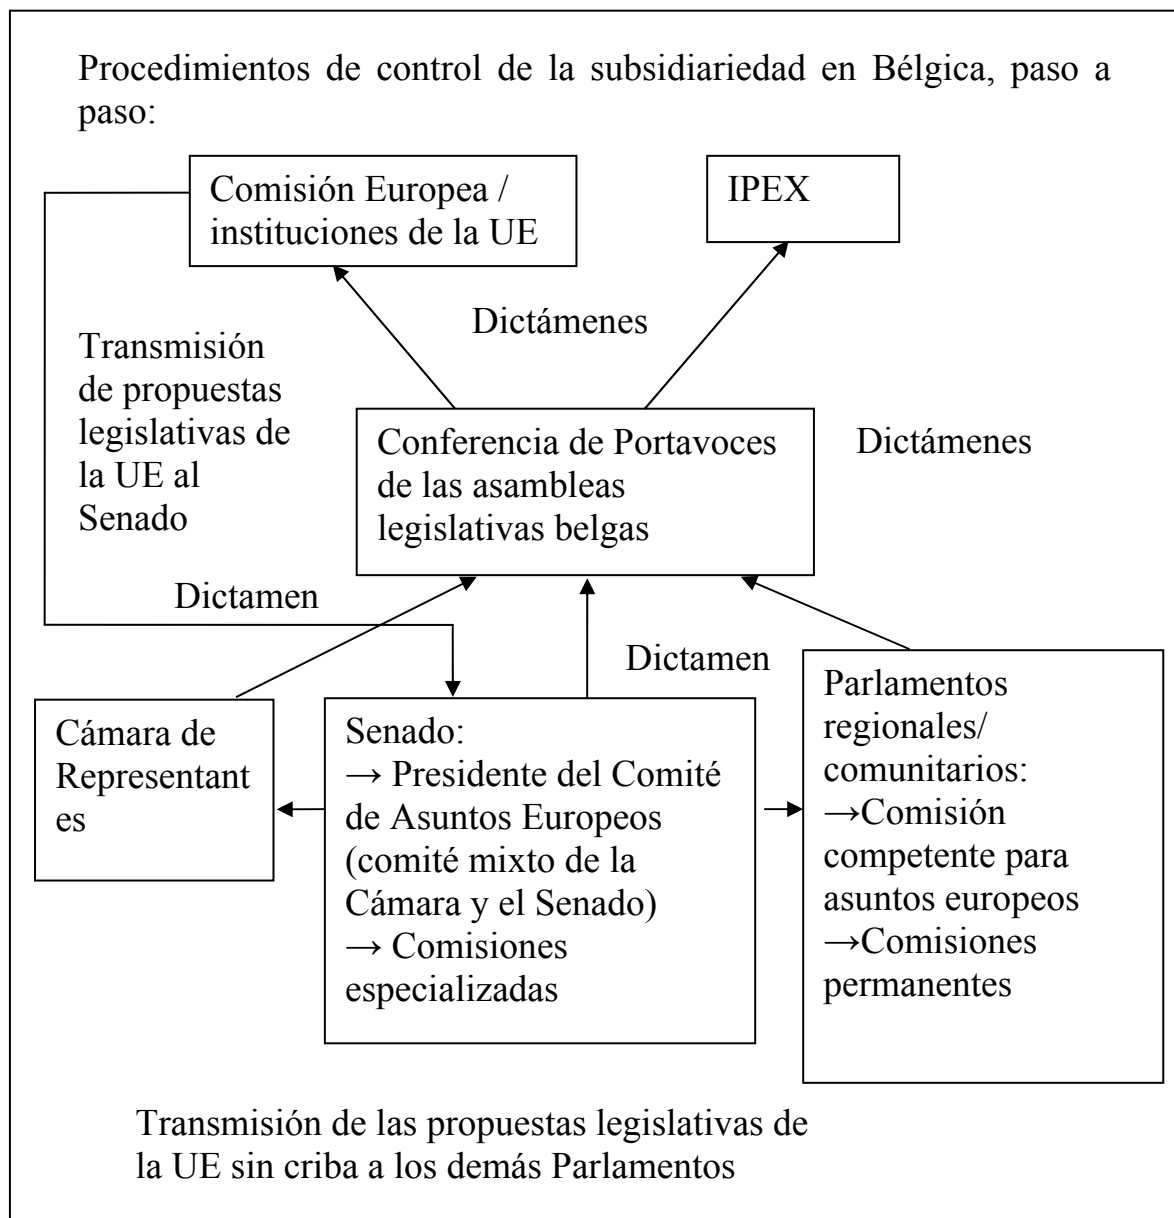 Procedimientos de control de la subsidiariedad en Bélgica, paso a
paso:
Comisión Europea /
instituciones de la UE
IPEX
Dictámenes
Transmisión
de propuestas
legislativas de
la UE al
Senado
Conferencia de Portavoces
de las asambleas
legislativas belgas
Dictámenes
Dictamen
Dictamen
Cámara de
Representant
es
Senado:
→ Presidente del Comité
de Asuntos Europeos
(comité mixto de la
Cámara y el Senado)
→ Comisiones
especializadas
Parlamentos
regionales/
comunitarios:
→Comisión
competente para
asuntos europeos
→Comisiones
permanentes
Transmisión de las propuestas legislativas de
la UE sin criba a los demás Parlamentos